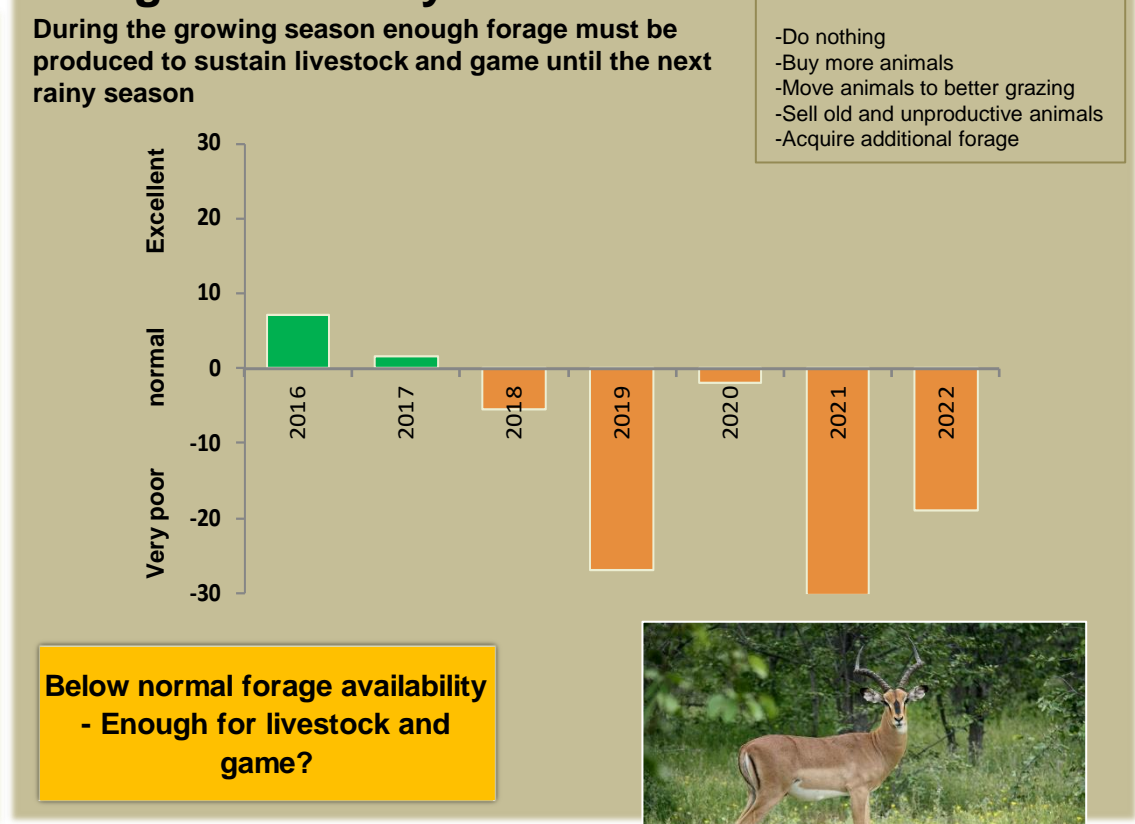 During the growing season enough forage must be
produced to sustain livestock and game until the next
rainy season
-Do nothing
-Buy more animals
-Move animals to better grazing
-Sell old and unproductive animals
-Acquire additional forage
Excellent
normal
Very poor
30
20
10
0
-10
-20
-30
2016
2017
2018
2019
2020
2021
2022
Below normal forage availability
- Enough for livestock and
game?